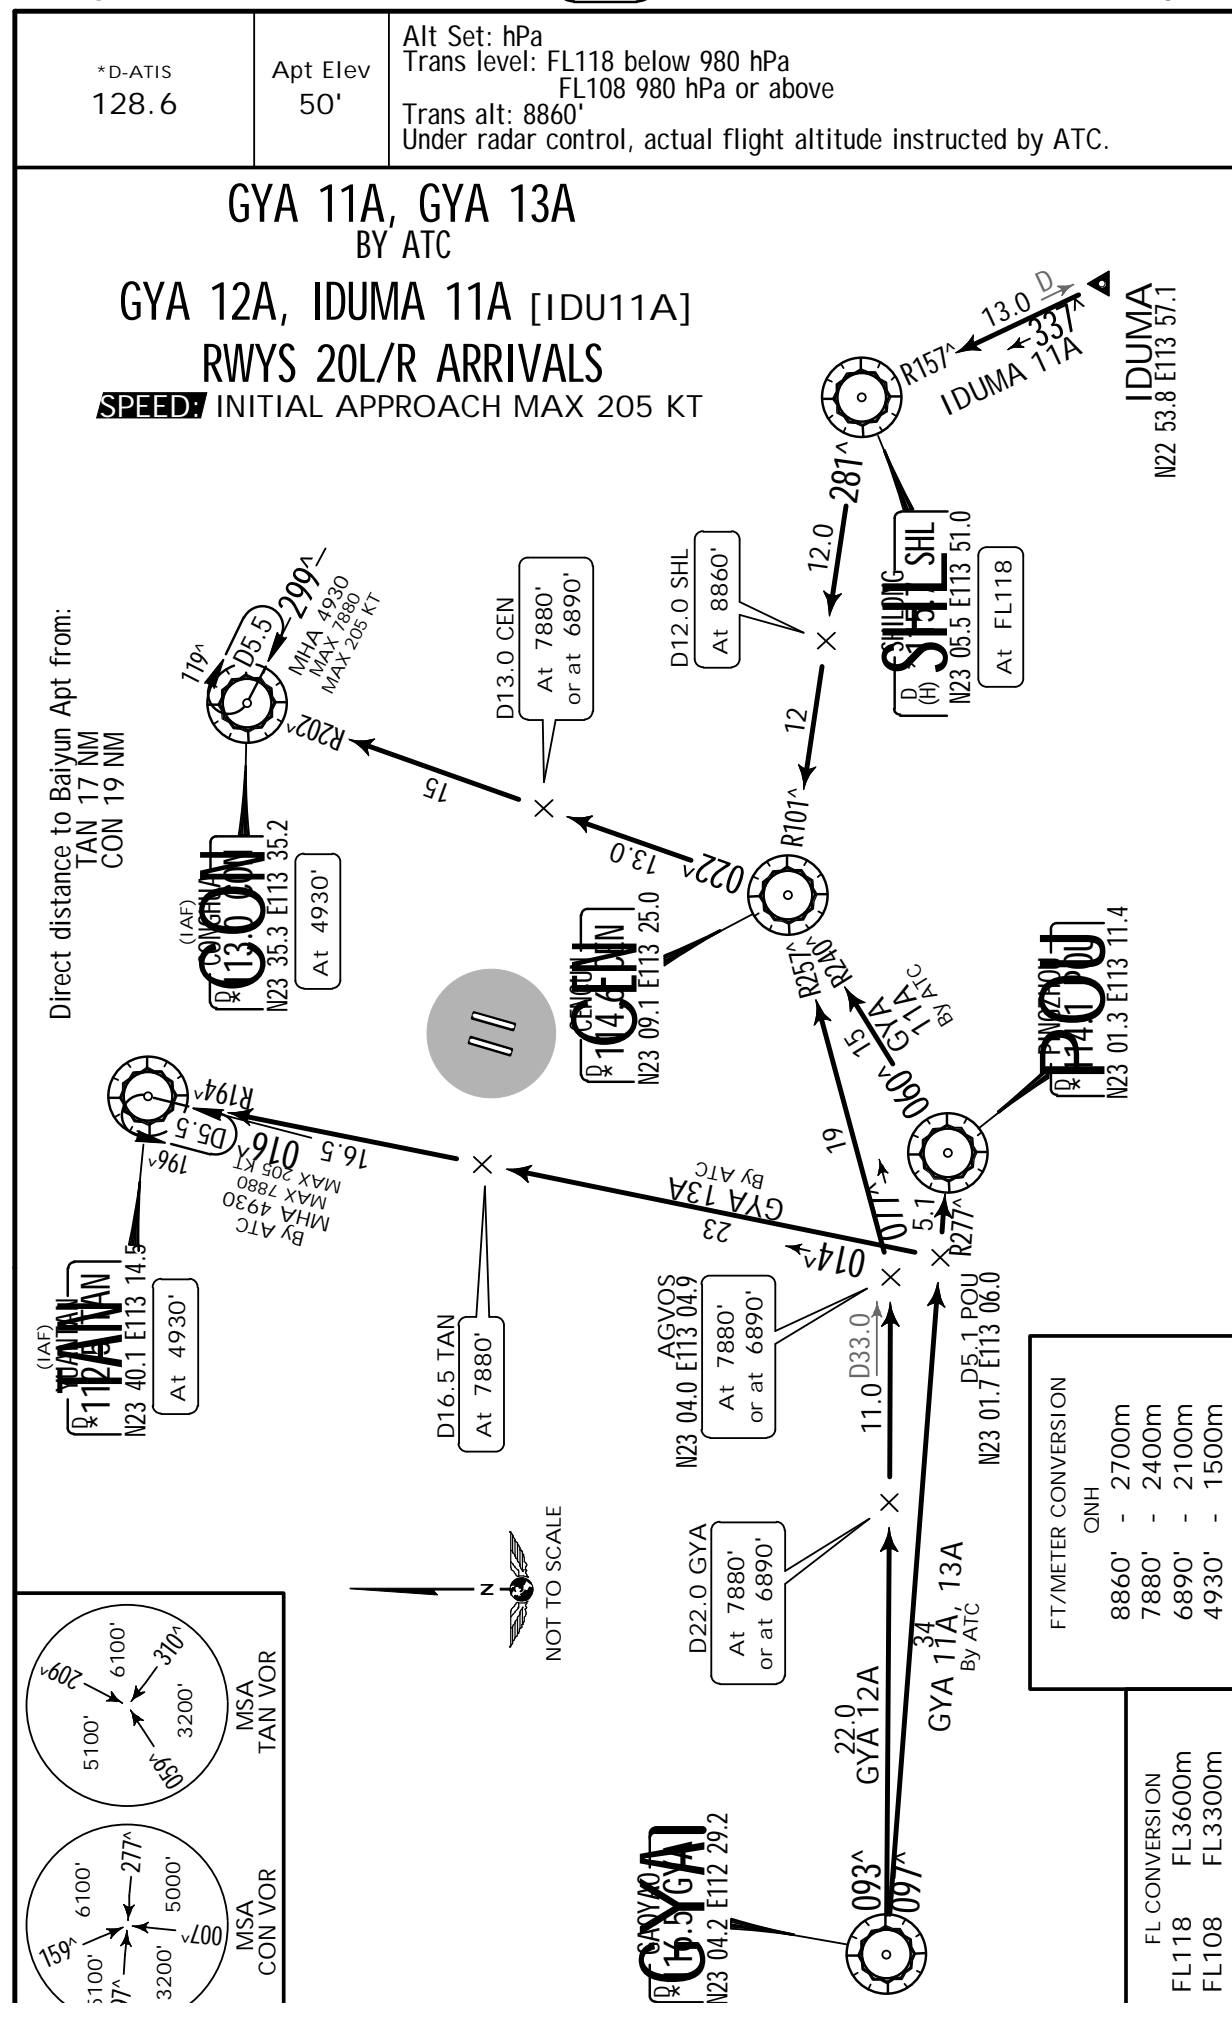 *D-ATIS
128.6
Apt Elev
50'
Alt Set: hPa
Trans level: FL118 below 980 hPa
FL108 980 hPa or above
Trans alt: 8860'
Under radar control, actual flight altitude instructed by ATC.
GYA 11A, GYA 13A
BY ATC
GYA 12A, IDUMA 11A [IDU11A]
RWYS 20L/R ARRIVALS
SPEED: INITIAL APPROACH MAX 205 KT
Direct distance to Baiyun Apt from:
TAN 17 NM
CON 19 NM
IDUMA
N22 53.8 E113 57.1
13.0
D
337^
IDUMA 11A
R157^
SHILONG
D
(H)
SHL
SHL
N23 05.5 E113 51.0
At FL118
281^
12.0
D12.0 SHL
At 8860'
12
R101^
119^
D5.5
299^
MHA 4930
MAX 7880
MAX 205 KT
R202^
15
D13.0 CEN
At 7880'
or at 6890'
13.0
022^
(IAF)
D
CON
N23 35.3 E113 35.2
At 4930'
D
CEN
N23 09.1 E113 25.0
R257^
R240^
GYA
11A
By ATC
15
060^
19
077^
D
POU
N23 01.3 E113 11.4
5.1
R277^
D5.1 POU
N23 01.7 E113 06.0
R194^
D5.5
196^
016^
16.5
By ATC
MHA 4930
MAX 7880
MAX 205 KT
(IAF)
D
TAN
N23 40.1 E113 14.5
At 4930'
D16.5 TAN
At 7880'
GYA 13A
By ATC
23
014^
AGVOS
N23 04.0 E113 04.9
At 7880'
or at 6890'
11.0
D33.0
D22.0 GYA
At 7880'
or at 6890'
22.0
GYA 12A
34
GYA 11A, 13A
By ATC
093^
097^
D
GYA
N23 04.2 E112 29.2
N
NOT TO SCALE
FT/METER CONVERSION
QNH
8860' - 2700m
7880' - 2400m
6890' - 2100m
4930' - 1500m
FL CONVERSION
FL118 FL3600m
FL108 FL3300m
209^
6100'
310^
5100'
3200'
059^
MSA
TAN VOR
159^
6100'
277^
5000'
007^
3200'
MSA
CON VOR